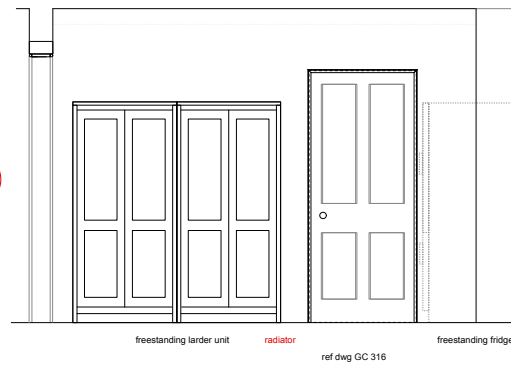 freestanding larder unit radiator freestanding fridge
ref dwg GC 316